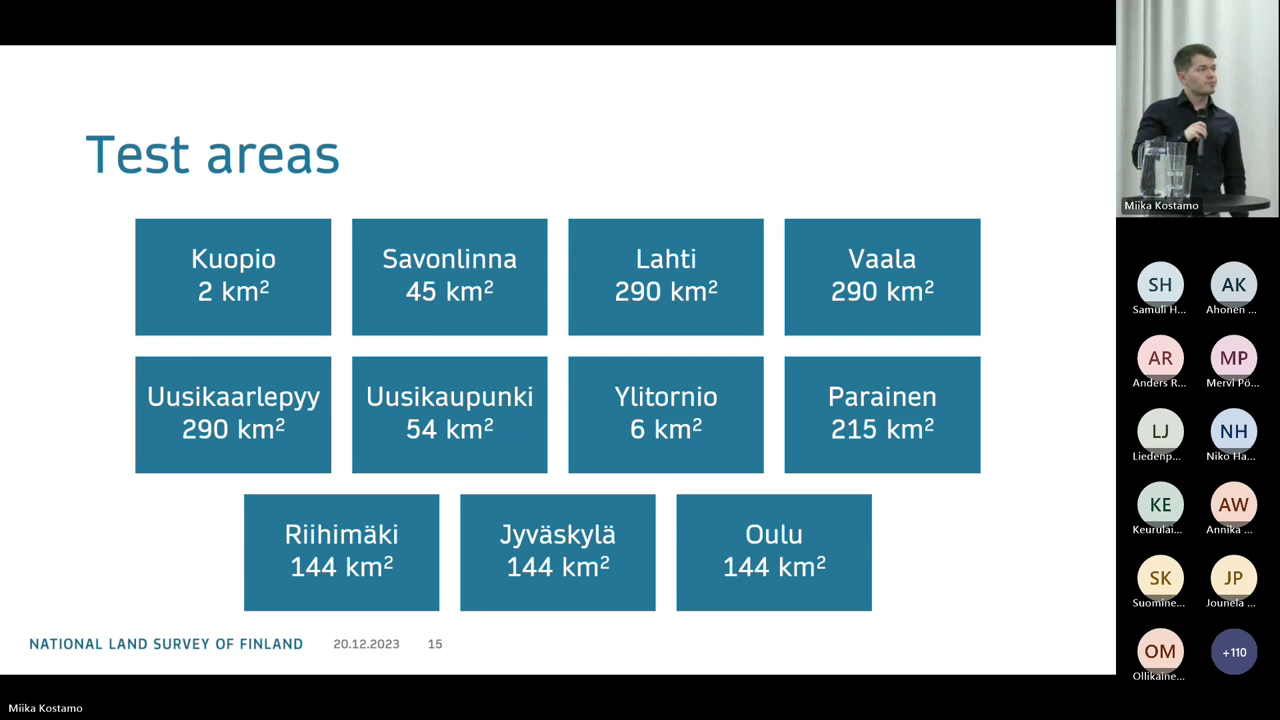 Test areas
Kuopio
2 km²
Savonlinna
45 km²
Lahti
290 km²
Vaala
290 km²
Uusikaarlepyy
290 km²
Uusikaupunki
54 km²
Ylitornio
6 km²
Parainen
215 km²
Riihimäki
144 km²
Jyväskylä
144 km²
Oulu
144 km²
NATIONAL LAND SURVEY OF FINLAND 20.12.2023 15
Miika Kostamo
Miika Kostamo
SH
Samuli H...
AK
Ahonen ...
AR
Anders R...
MP
Mervi Pö...
LJ
Liedenp...
NH
Niko Ha...
KE
Keurulai...
AW
Annika ...
SK
Suomine...
JP
Jounela ...
OM
Ollikaine...
+110